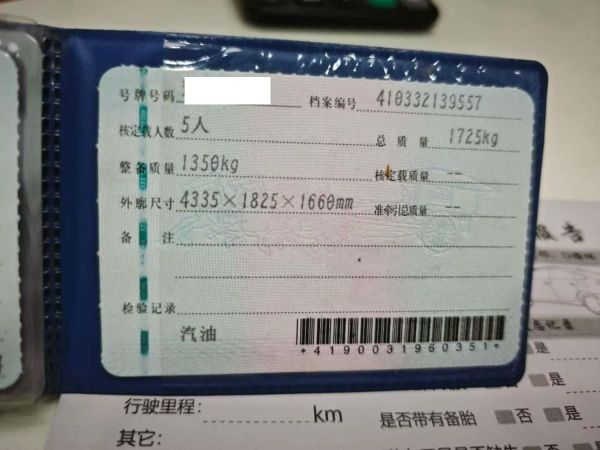 号牌号码 档案编号 410332139557
核定载人数 5人 总质量 1725kg
整备质量 1350kg 核定载质量 --
外廓尺寸 4335×1825×1660mm 准牵引总质量 --
备注
检验记录
汽油
*4190031960351*
报告
行驶里程: km 是否带有备胎 否 是
其它: